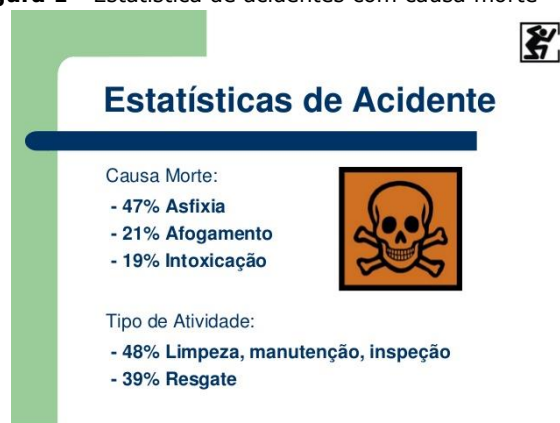 Estatística de acidentes com causa morte
Estatísticas de Acidente
Causa Morte:
- 47% Asfixia
- 21% Afogamento
- 19% Intoxicação
Tipo de Atividade:
- 48% Limpeza, manutenção, inspeção
- 39% Resgate